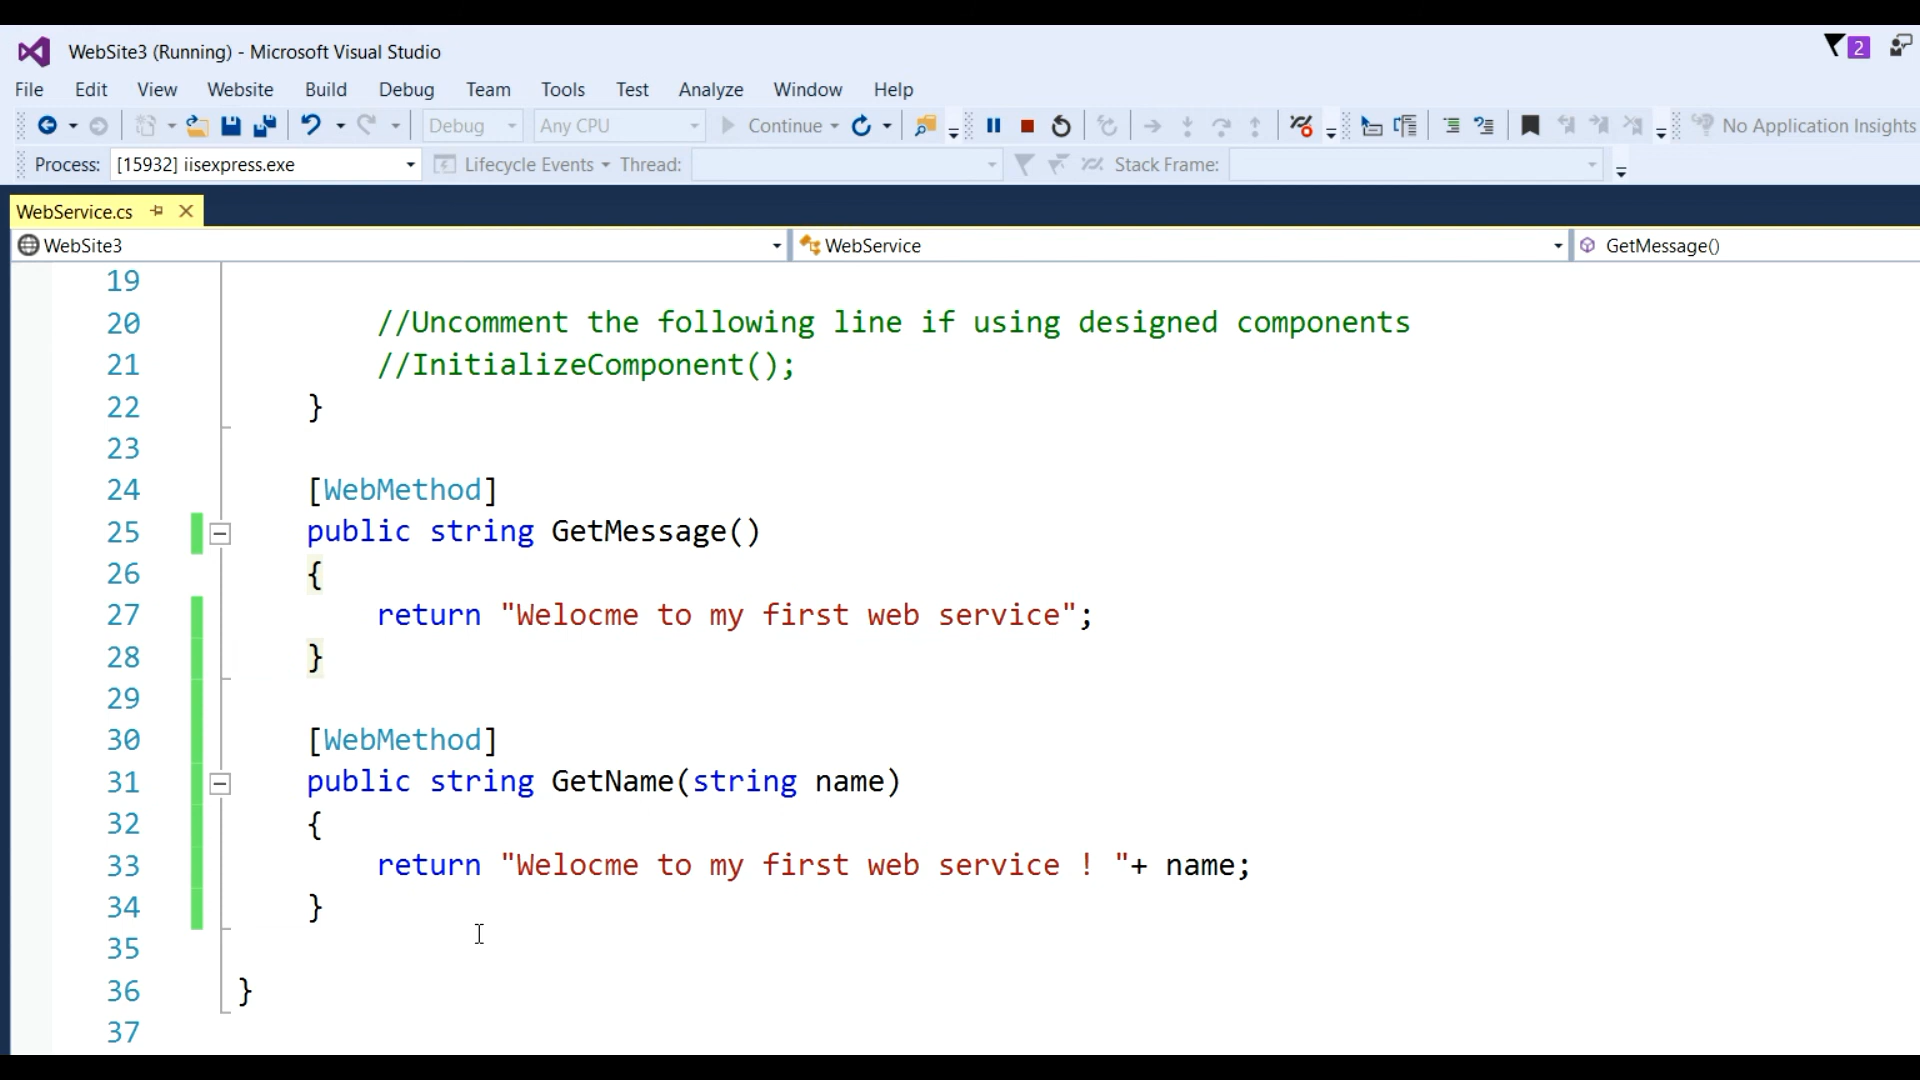 WebSite3 (Running) - Microsoft Visual Studio
2
File Edit View Website Build Debug Team Tools Test Analyze Window Help
Debug Any CPU Continue No Application Insights
Process: [15932] iisexpress.exe Lifecycle Events Thread: Stack Frame:
WebService.cs
WebSite3 WebService GetMessage()
19
20 //Uncomment the following line if using designed components
21 //InitializeComponent();
22 }
23
24 [WebMethod]
25 public string GetMessage()
26 {
27 return "Welocme to my first web service";
28 }
29
30 [WebMethod]
31 public string GetName(string name)
32 {
33 return "Welocme to my first web service ! "+ name;
34 }
35
36 }
37